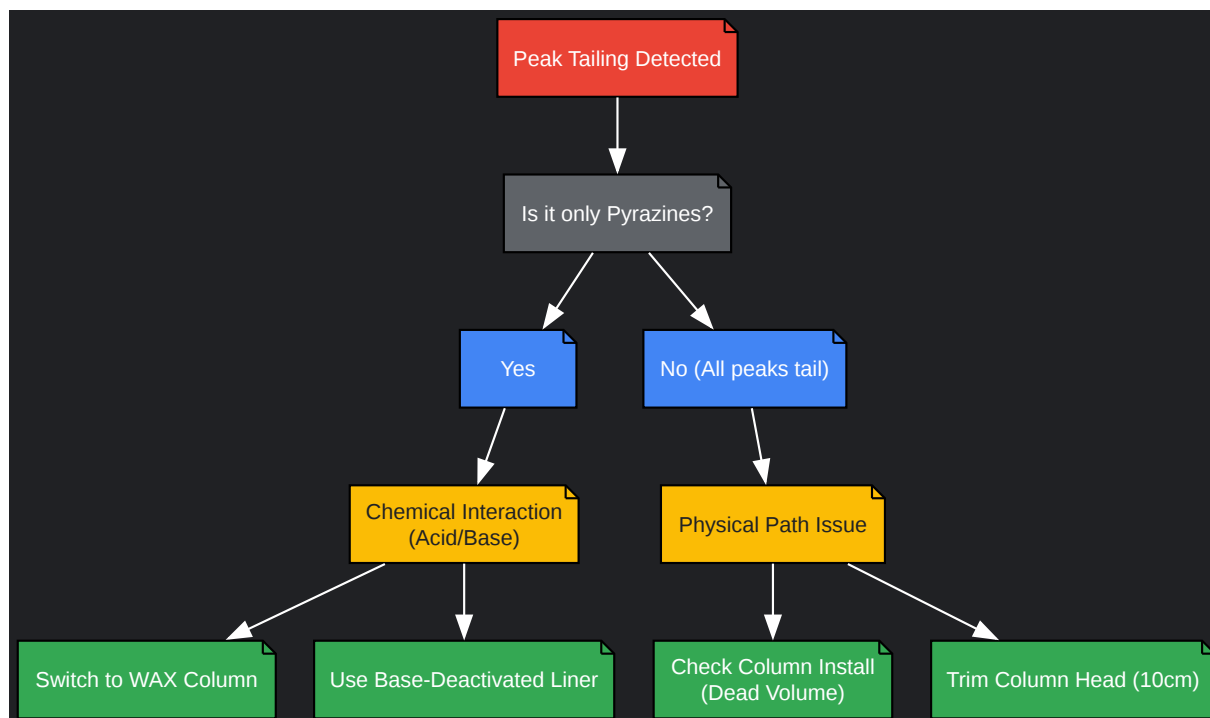 Peak Tailing Detected
Is it only Pyrazines?
Yes
No (All peaks tail)
Chemical Interaction
(Acid/Base)
Physical Path Issue
Switch to WAX Column
Use Base-Deactivated Liner
Check Column Install
(Dead Volume)
Trim Column Head (10cm)